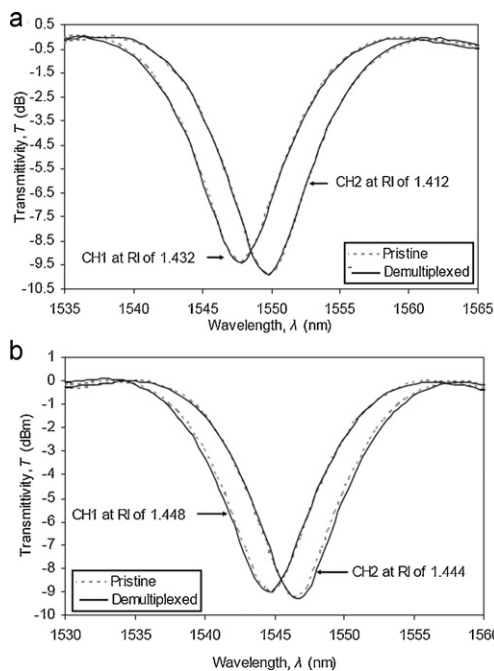 a
0.5
-0.5
-1.5
-2.5
-3.5
-4.5
-5.5
-6.5
-7.5
-8.5
-9.5
-10.5
Transmittivity, T (dB)
CH2 at RI of 1.412
CH1 at RI of 1.432
Pristine
Demultiplexed
1535 1540 1545 1550 1555 1560 1565
Wavelength, λ (nm)
b
1
0
-1
-2
-3
-4
-5
-6
-7
-8
-9
-10
Transmittivity, T (dBm)
CH1 at RI of 1.448
CH2 at RI of 1.444
Pristine
Demultiplexed
1530 1535 1540 1545 1550 1555 1560
Wavelength, λ (nm)